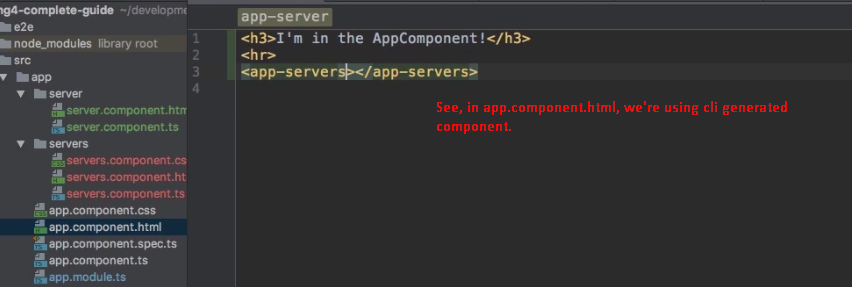 ng4-complete-guide ~/developme
e2e
node_modules library root
src
app
server
server.component.htm
server.component.ts
servers
servers.component.cs
servers.component.ht
servers.component.ts
app.component.css
app.component.html
app.component.spec.ts
app.component.ts
app.module.ts
app-server
1 <h3>I'm in the AppComponent!</h3>
2 <hr>
3 <app-servers></app-servers>
4
See, in app.component.html, we're using cli generated
component.